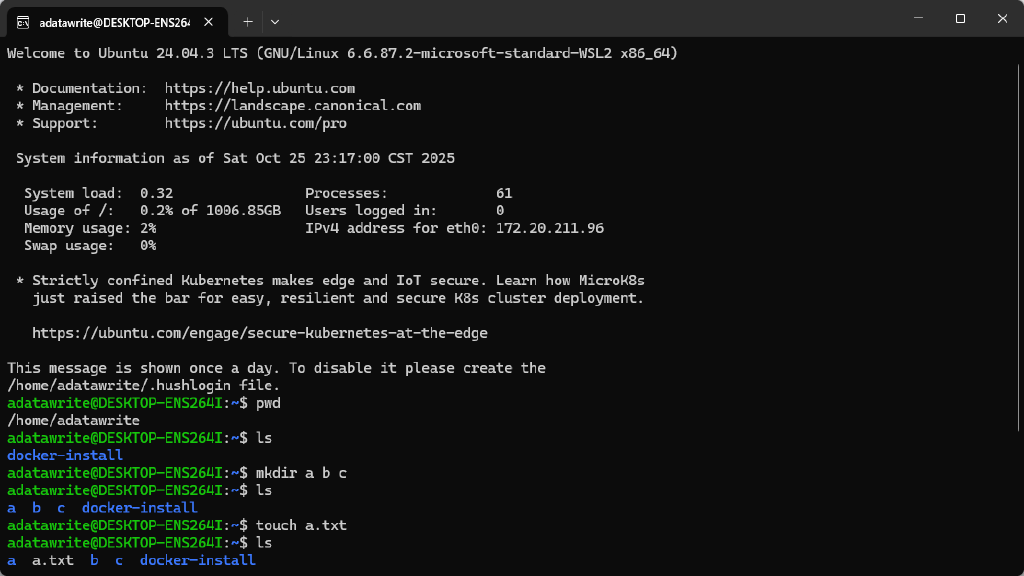 adatawrite@DESKTOP-ENS264
Welcome to Ubuntu 24.04.3 LTS (GNU/Linux 6.6.87.2-microsoft-standard-WSL2 x86_64)
* Documentation:  https://help.ubuntu.com
* Management:     https://landscape.canonical.com
* Support:        https://ubuntu.com/pro
System information as of Sat Oct 25 23:17:00 CST 2025
System load:  0.32                Processes:             61
Usage of /:   0.2% of 1006.85GB   Users logged in:       0
Memory usage: 2%                  IPv4 address for eth0: 172.20.211.96
Swap usage:   0%
* Strictly confined Kubernetes makes edge and IoT secure. Learn how MicroK8s
just raised the bar for easy, resilient and secure K8s cluster deployment.
https://ubuntu.com/engage/secure-kubernetes-at-the-edge
This message is shown once a day. To disable it please create the
/home/adatawrite/.hushlogin file.
adatawrite@DESKTOP-ENS264I:~$ pwd
/home/adatawrite
adatawrite@DESKTOP-ENS264I:~$ ls
docker-install
adatawrite@DESKTOP-ENS264I:~$ mkdir a b c
adatawrite@DESKTOP-ENS264I:~$ ls
a  b  c  docker-install
adatawrite@DESKTOP-ENS264I:~$ touch a.txt
adatawrite@DESKTOP-ENS264I:~$ ls
a  a.txt  b  c  docker-install